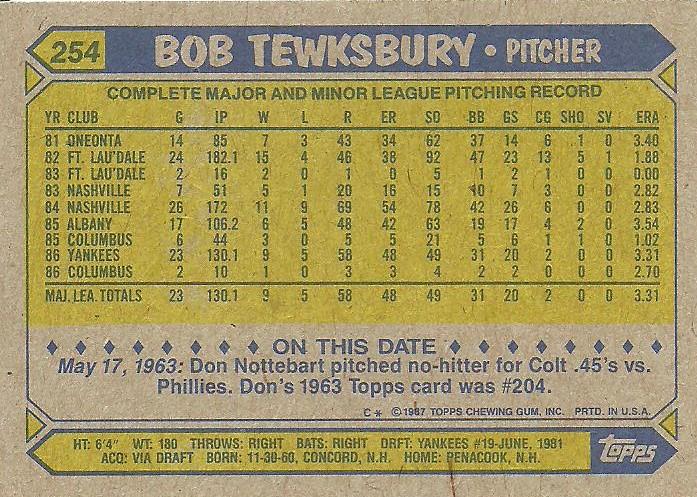 254 BOB TEWKSBURY • PITCHER
COMPLETE MAJOR AND MINOR LEAGUE PITCHING RECORD
YR CLUB G IP W L R ER SO BB GS CG SHO SV ERA
81 ONEONTA 14 85 7 3 43 34 62 37 14 6 1 0 3.40
82 FT. LAU'DALE 24 182.1 15 4 46 38 92 47 23 13 5 1 1.88
83 FT. LAU'DALE 2 16 2 0 1 0 5 1 2 1 0 0 0.00
83 NASHVILLE 7 51 5 1 20 16 15 10 7 3 0 0 2.82
84 NASHVILLE 26 172 11 9 69 54 78 42 26 6 0 0 2.83
85 ALBANY 17 106.2 6 5 48 42 63 19 17 4 2 0 3.54
85 COLUMBUS 6 44 3 0 5 5 21 5 6 1 1 0 1.02
86 YANKEES 23 130.1 9 5 58 48 49 31 20 2 0 0 3.31
86 COLUMBUS 2 10 1 0 3 3 4 2 2 0 0 0 2.70
MAJ. LEA. TOTALS 23 130.1 9 5 58 48 49 31 20 2 0 0 3.31
ON THIS DATE
May 17, 1963: Don Nottebart pitched no-hitter for Colt .45's vs.
Phillies. Don's 1963 Topps card was #204.
C* ©1987 TOPPS CHEWING GUM, INC. PRTD. IN U.S.A.
HT: 6'4" WT: 180 THROWS: RIGHT BATS: RIGHT DRFT: YANKEES #19-JUNE, 1981
ACQ: VIA DRAFT BORN: 11-30-60, CONCORD, N.H. HOME: PENACOOK, N.H.
topps